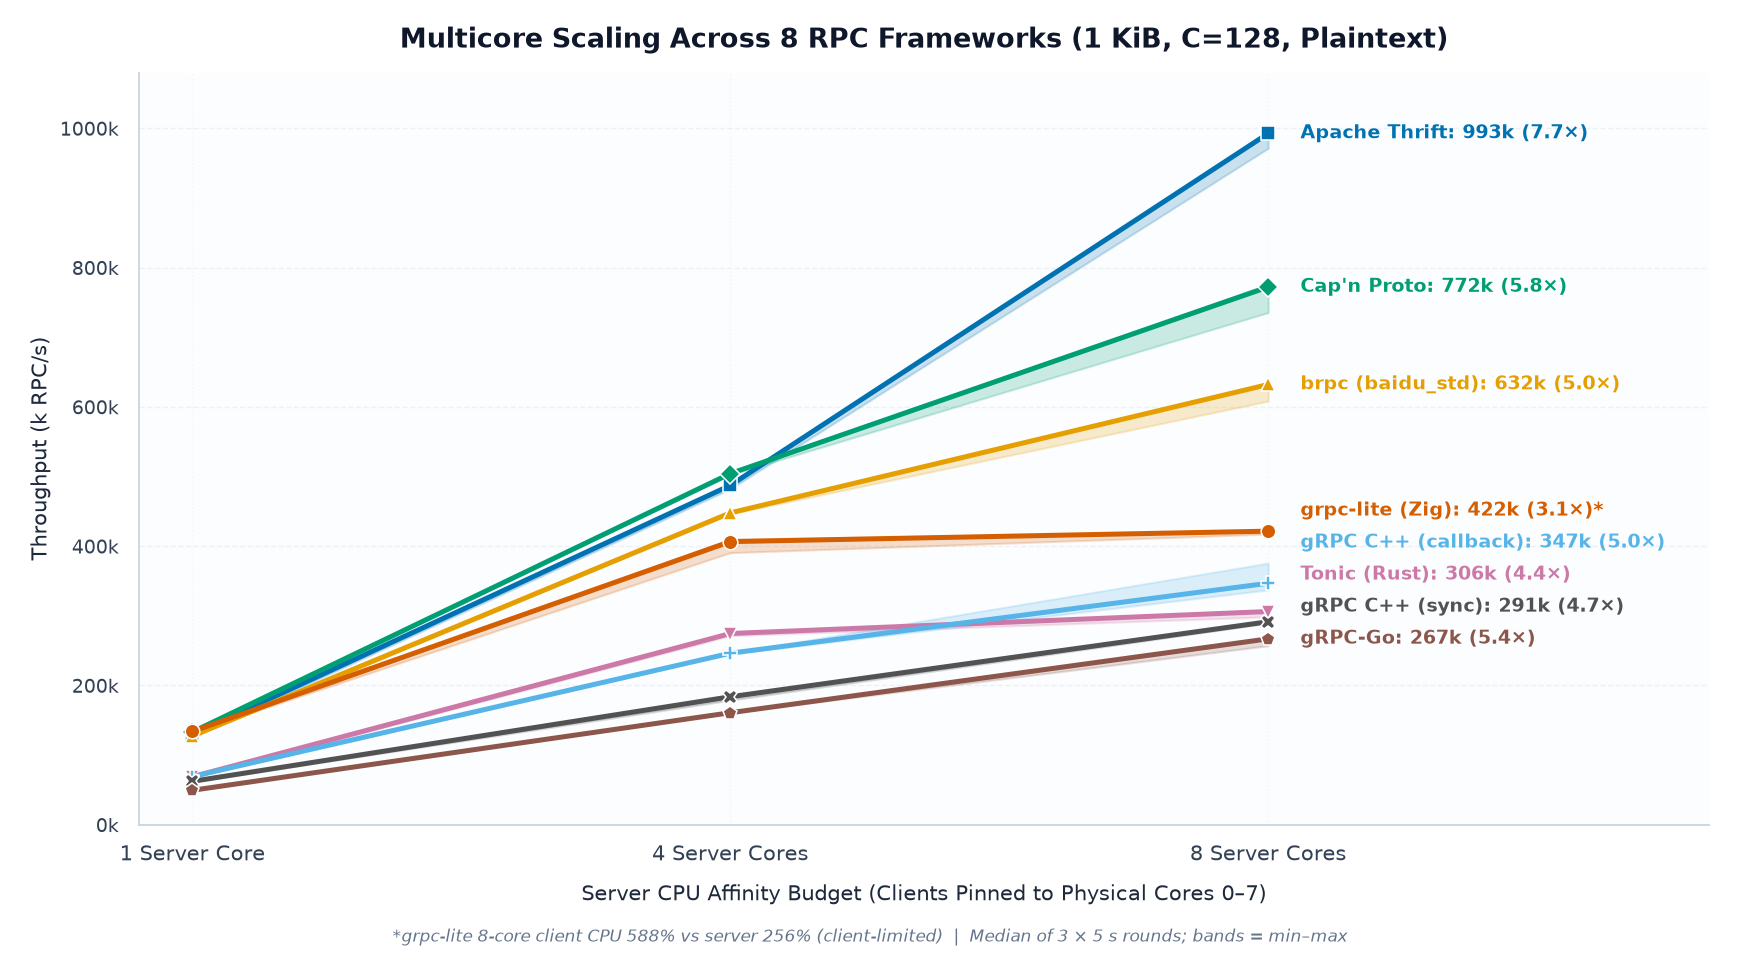 Multicore Scaling Across 8 RPC Frameworks (1 KiB, C=128, Plaintext)
Throughput (k RPC/s)
1000k
800k
600k
400k
200k
0k
Apache Thrift: 993k (7.7×)
Cap'n Proto: 772k (5.8×)
brpc (baidu_std): 632k (5.0×)
grpc-lite (Zig): 422k (3.1×)*
gRPC C++ (callback): 347k (5.0×)
Tonic (Rust): 306k (4.4×)
gRPC C++ (sync): 291k (4.7×)
gRPC-Go: 267k (5.4×)
1 Server Core
4 Server Cores
8 Server Cores
Server CPU Affinity Budget (Clients Pinned to Physical Cores 0–7)
*grpc-lite 8-core client CPU 588% vs server 256% (client-limited) | Median of 3 × 5 s rounds; bands = min–max